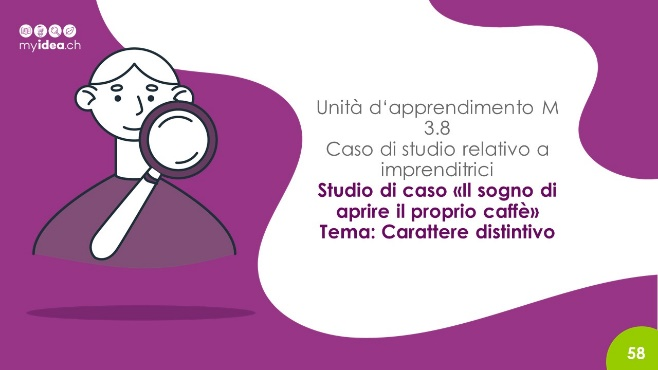 myidea.ch
Unità d‘apprendimento M
3.8
Caso di studio relativo a
imprenditrici
Studio di caso «Il sogno di
aprire il proprio caffè»
Tema: Carattere distintivo
58